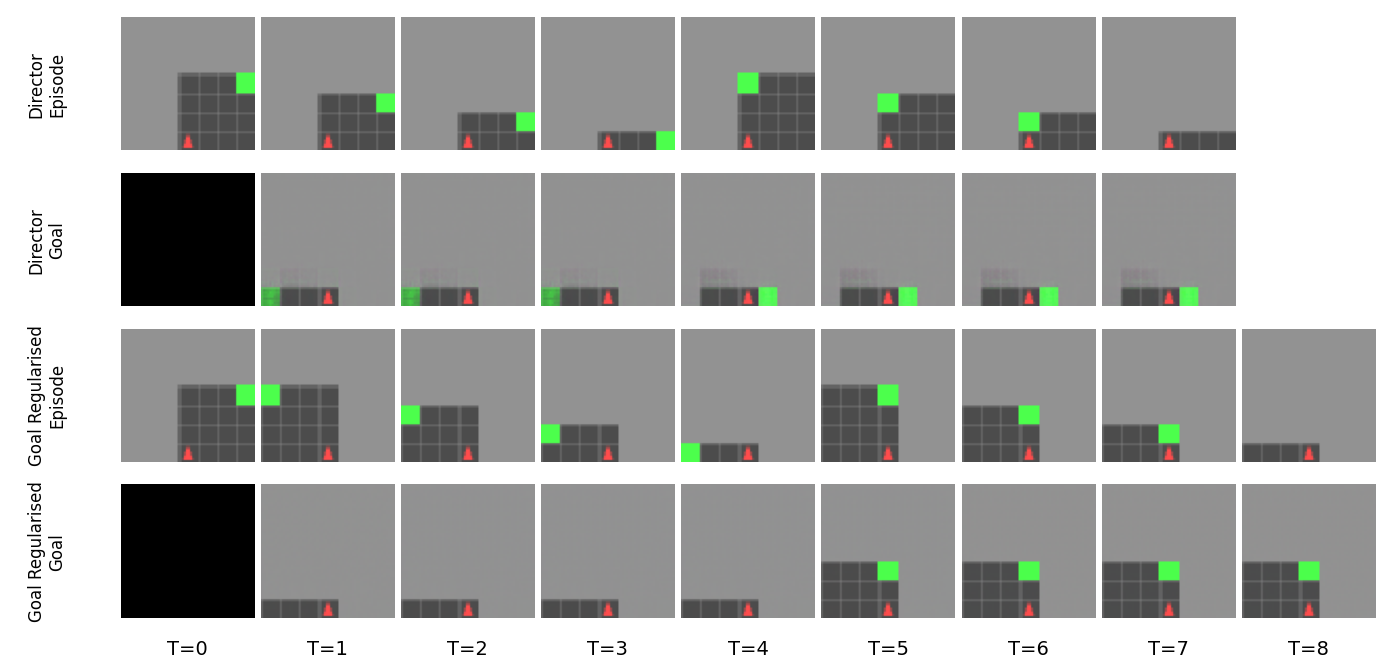 Director
Episode
Director
Goal
Goal Regularised
Episode
Goal Regularised
Goal
T=0 T=1 T=2 T=3 T=4 T=5 T=6 T=7 T=8